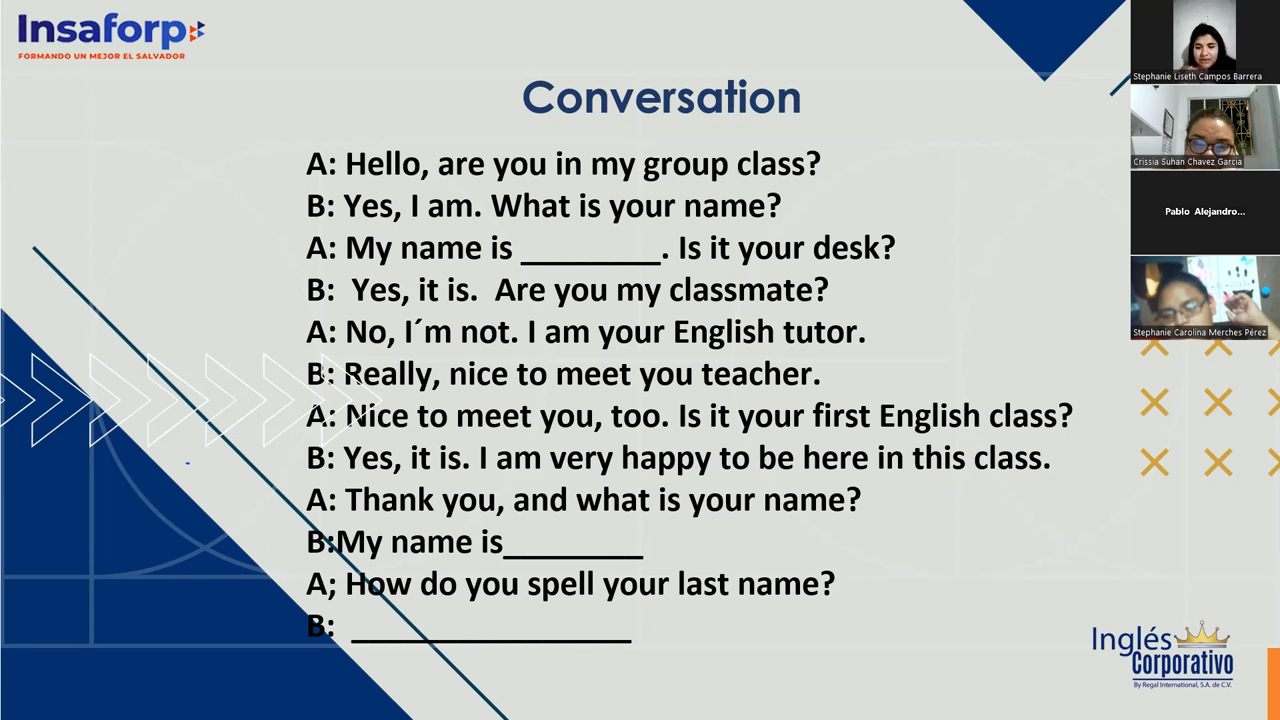 Insaforp
FORMANDO UN MEJOR EL SALVADOR
Conversation
A: Hello, are you in my group class?
B: Yes, I am. What is your name?
A: My name is ________. Is it your desk?
B:  Yes, it is.  Are you my classmate?
A: No, I´m not. I am your English tutor.
B: Really, nice to meet you teacher.
A: Nice to meet you, too. Is it your first English class?
B: Yes, it is. I am very happy to be here in this class.
A: Thank you, and what is your name?
B:My name is________
A; How do you spell your last name?
B:  ________________
Stephanie Liseth Campos Barrera
Crissia Suhan Chavez Garcia
Pablo Alejandro...
Stephanie Carolina Merches Pérez
Inglés
Corporativo
By Regal International, S.A. de C.V.